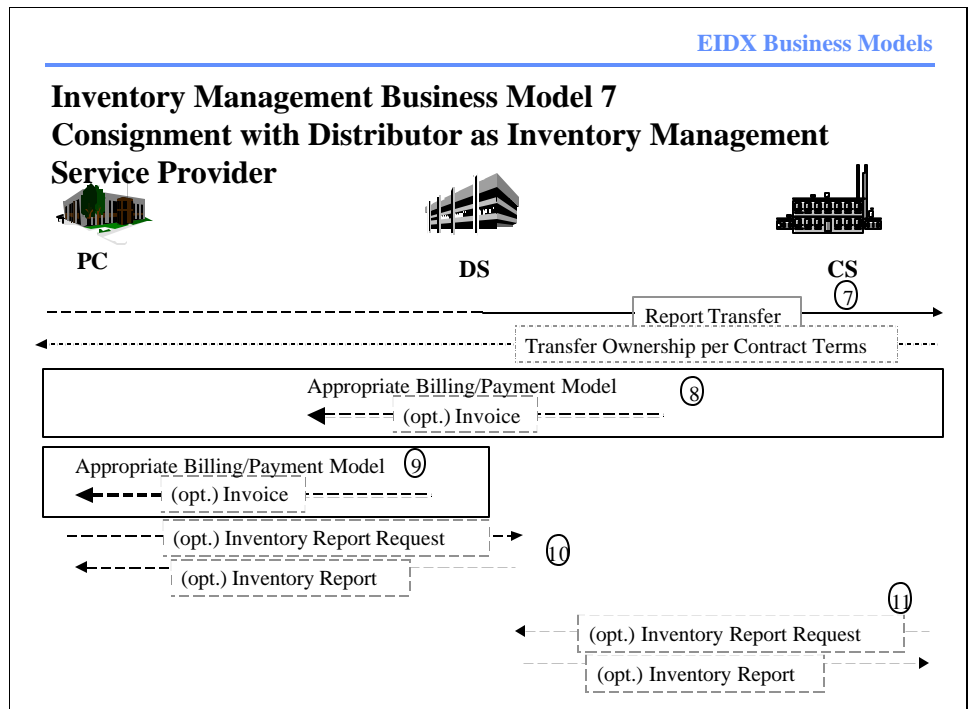 EIDX Business Models
Inventory Management Business Model 7
Consignment with Distributor as Inventory Management
Service Provider
PC
DS
CS
7
Report Transfer
Transfer Ownership per Contract Terms
Appropriate Billing/Payment Model
8
(opt.) Invoice
Appropriate Billing/Payment Model
9
(opt.) Invoice
(opt.) Inventory Report Request
10
(opt.) Inventory Report
11
(opt.) Inventory Report Request
(opt.) Inventory Report